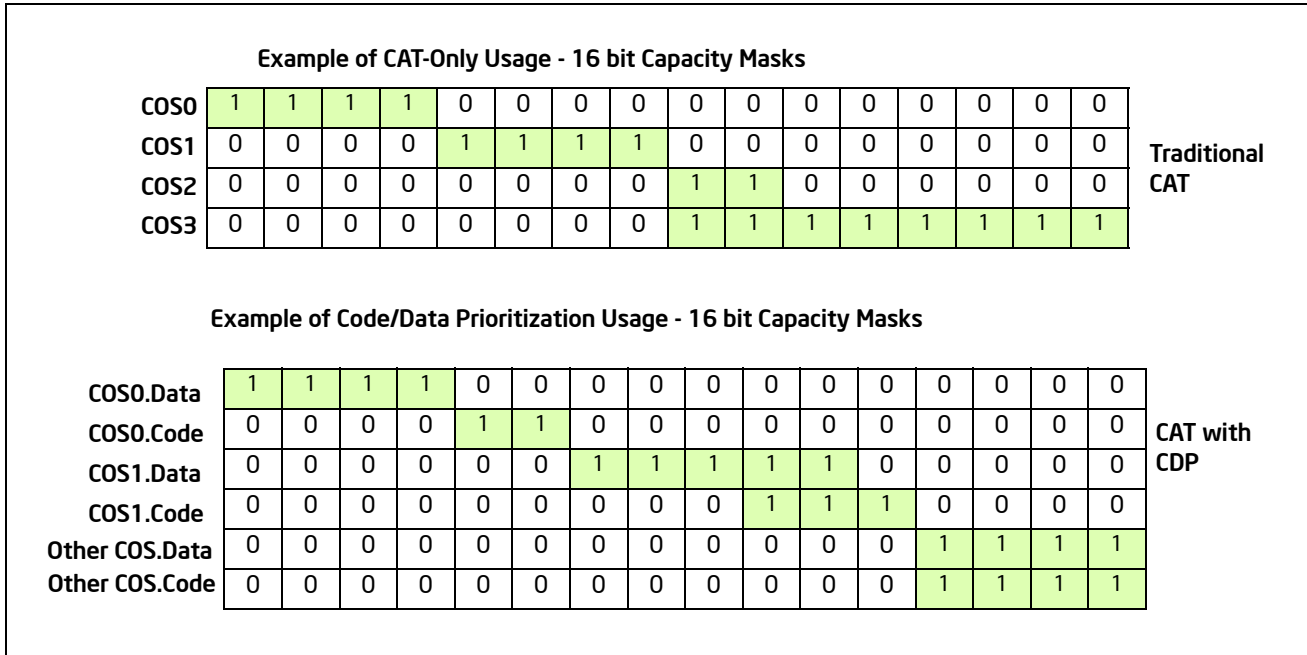 Example of CAT-Only Usage - 16 bit Capacity Masks
COS0 1 1 1 1 0 0 0 0 0 0 0 0 0 0 0 0
COS1 0 0 0 0 1 1 1 1 0 0 0 0 0 0 0 0
COS2 0 0 0 0 0 0 0 0 1 1 0 0 0 0 0 0
COS3 0 0 0 0 0 0 0 0 1 1 1 1 1 1 1 1
Traditional
CAT
Example of Code/Data Prioritization Usage - 16 bit Capacity Masks
COS0.Data 1 1 1 1 0 0 0 0 0 0 0 0 0 0 0 0
COS0.Code 0 0 0 0 1 1 0 0 0 0 0 0 0 0 0 0
COS1.Data 0 0 0 0 0 0 1 1 1 1 1 0 0 0 0 0
COS1.Code 0 0 0 0 0 0 0 0 0 1 1 1 0 0 0 0
Other COS.Data 0 0 0 0 0 0 0 0 0 0 0 0 1 1 1 1
Other COS.Code 0 0 0 0 0 0 0 0 0 0 0 0 1 1 1 1
CAT with
CDP